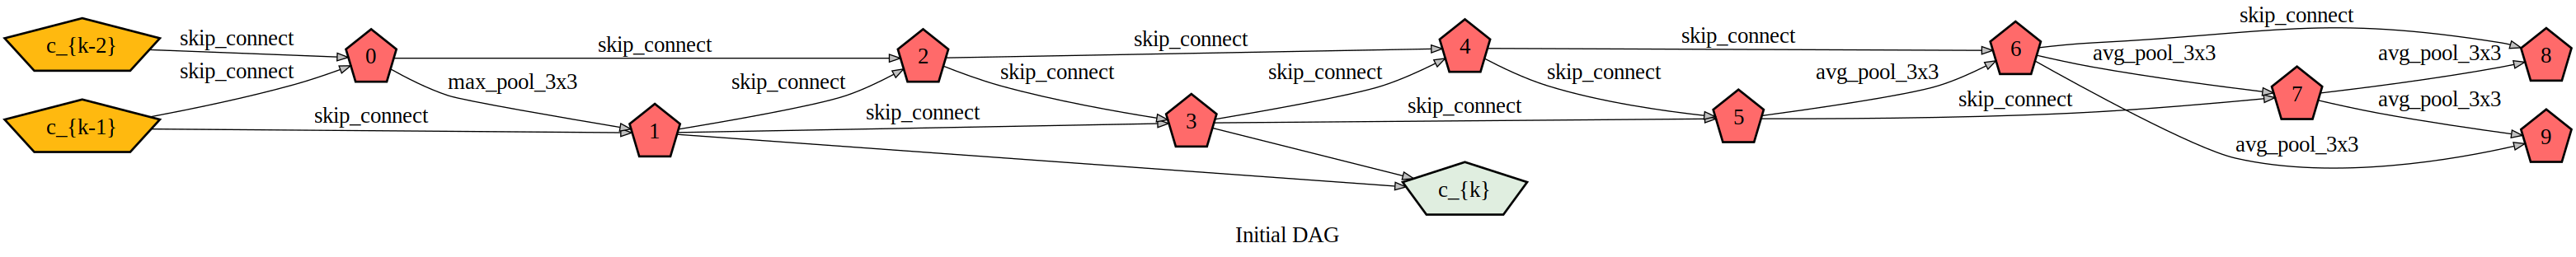 skip_connect
skip_connect
skip_connect
skip_connect
c_{k-2}
skip_connect
0
2
4
6
8
avg_pool_3x3
avg_pool_3x3
skip_connect
max_pool_3x3
skip_connect
skip_connect
skip_connect
skip_connect
avg_pool_3x3
7
skip_connect
avg_pool_3x3
skip_connect
skip_connect
c_{k-1}
skip_connect
1
3
5
9
avg_pool_3x3
c_{k}
Initial DAG